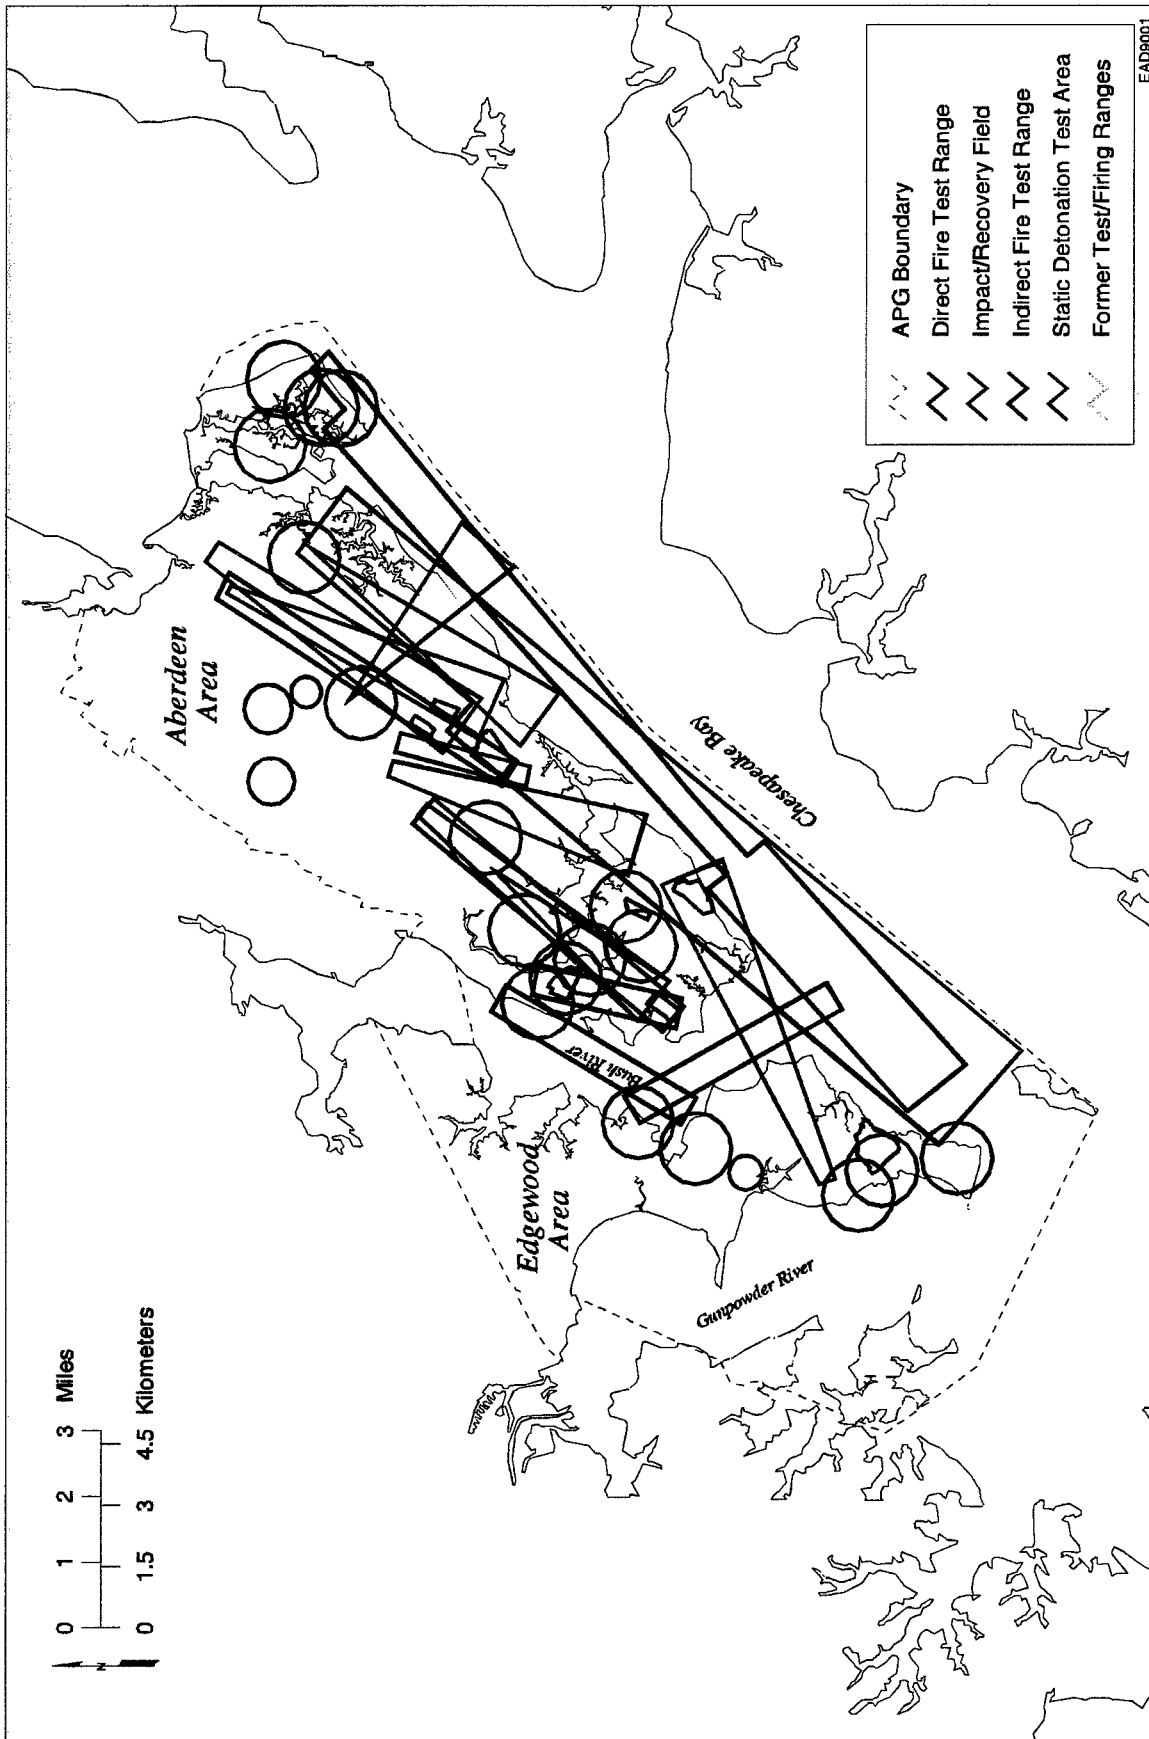 0 1 2 3 Miles
0 1.5 3 4.5 Kilometers
N
Aberdeen
Area
Edgewood
Area
Bush River
Gunpowder River
Chesapeake Bay
APG Boundary
Direct Fire Test Range
Impact/Recovery Field
Indirect Fire Test Range
Static Detonation Test Area
Former Test/Firing Ranges
EAD9001